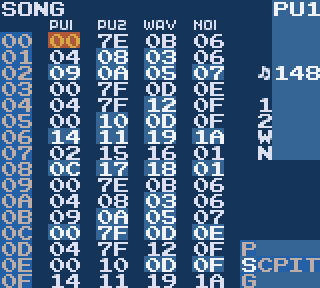 SONG PU1
PU1 PU2 WAV NOI
00 00 7E 0B 06
01 04 08 03 06
02 09 0A 05 07 148
03 00 7F 0D 0E
04 04 7F 12 0F 1
05 00 10 0D 0F 2
06 14 11 19 1A W
07 02 15 16 01 N
08 0C 17 18 01
09 00 7E 0B 06
0A 04 08 03 06
0B 09 0A 05 07
0C 00 7F 0D 0E
0D 04 7F 12 0F P
0E 00 10 0D 0F SCPIT
0F 14 11 19 1A G